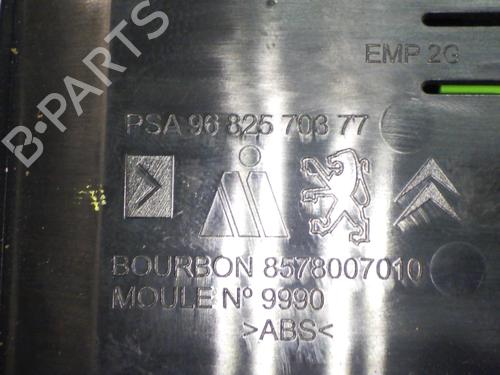 EMP 2G
PSA 96 825 703 77
BOURBON 8578007010
MOULE Nº 9990
>ABS<
B-PARTS